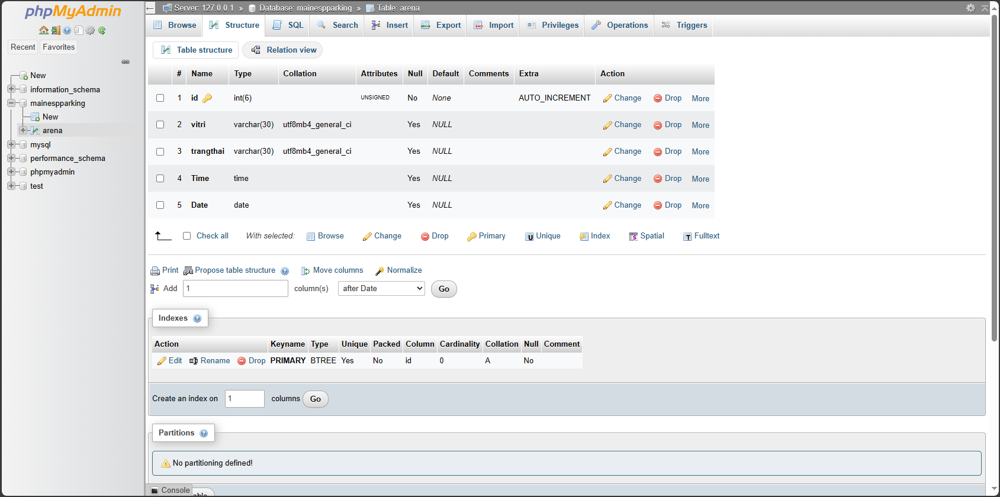 phpMyAdmin
Recent Favorites
New
information_schema
mainespparking
New
arena
mysql
performance_schema
phpmyadmin
test
Server: 127.0.0.1 » Database: mainespparking » Table: arena
Browse Structure SQL Search Insert Export Import Privileges Operations Triggers
Table structure Relation view
# Name Type Collation Attributes Null Default Comments Extra Action
1 id int(6) UNSIGNED No None AUTO_INCREMENT Change Drop More
2 vitri varchar(30) utf8mb4_general_ci Yes NULL Change Drop More
3 trangthai varchar(30) utf8mb4_general_ci Yes NULL Change Drop More
4 Time time Yes NULL Change Drop More
5 Date date Yes NULL Change Drop More
Check all With selected: Browse Change Drop Primary Unique Index Spatial Fulltext
Print Propose table structure Move columns Normalize
Add 1 column(s) after Date Go
Indexes
Action Keyname Type Unique Packed Column Cardinality Collation Null Comment
Edit Rename Drop PRIMARY BTREE Yes No id 0 A No
Create an index on 1 columns Go
Partitions
No partitioning defined!
Console